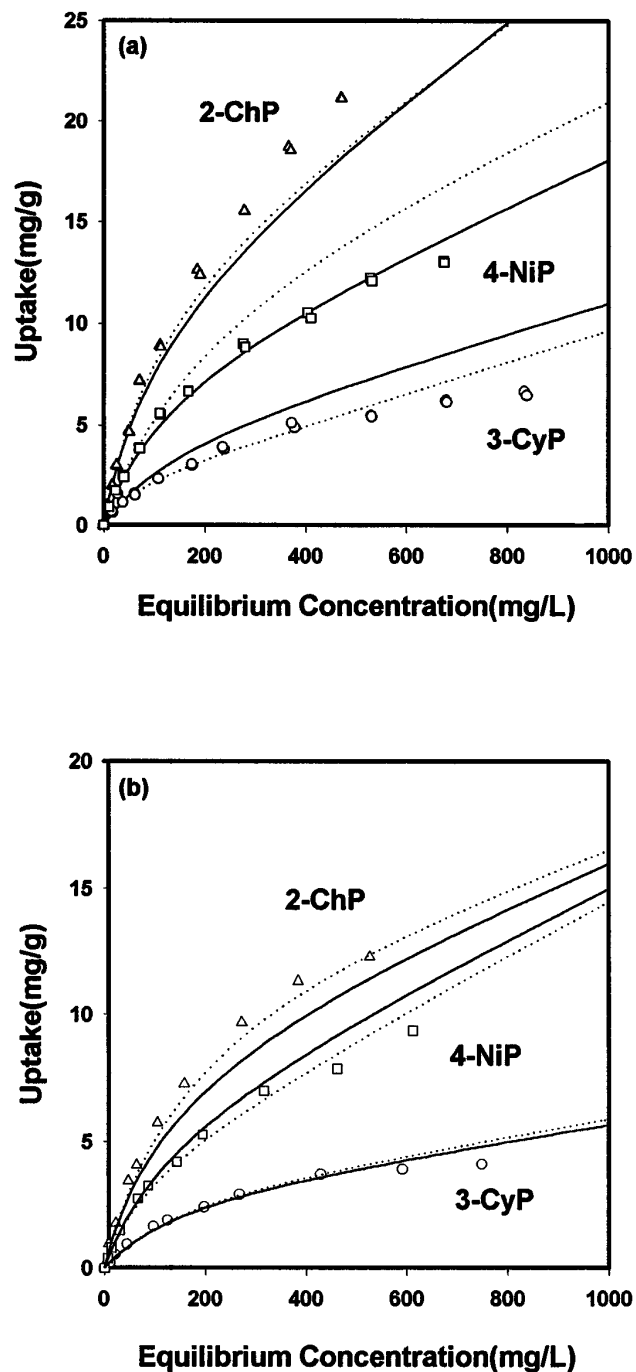 (a)
25
20
15
10
5
0
Uptake(mg/g)
2-ChP
4-NiP
3-CyP
0 200 400 600 800 1000
Equilibrium Concentration(mg/L)
(b)
20
15
10
5
0
Uptake(mg/g)
2-ChP
4-NiP
3-CyP
0 200 400 600 800 1000
Equilibrium Concentration(mg/L)